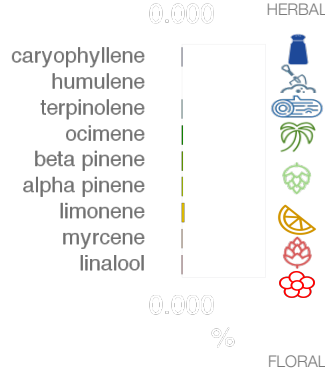 0.000
HERBAL
caryophyllene
humulene
terpinolene
ocimene
beta pinene
alpha pinene
limonene
myrcene
linalool
0.000
%
FLORAL